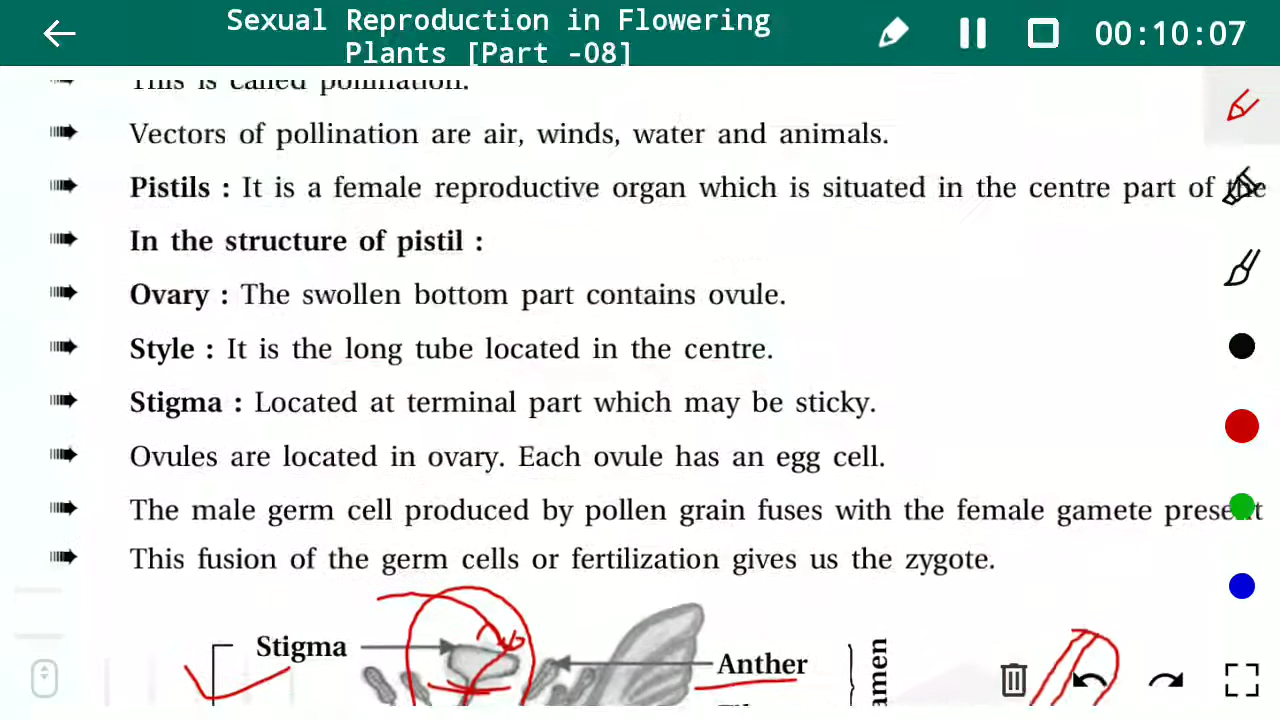 Sexual Reproduction in Flowering
Plants [Part -08]
00:10:07
This is called pollination.
Vectors of pollination are air, winds, water and animals.
Pistils : It is a female reproductive organ which is situated in the centre part of the
In the structure of pistil :
Ovary : The swollen bottom part contains ovule.
Style : It is the long tube located in the centre.
Stigma : Located at terminal part which may be sticky.
Ovules are located in ovary. Each ovule has an egg cell.
The male germ cell produced by pollen grain fuses with the female gamete present
This fusion of the germ cells or fertilization gives us the zygote.
Stigma
Anther